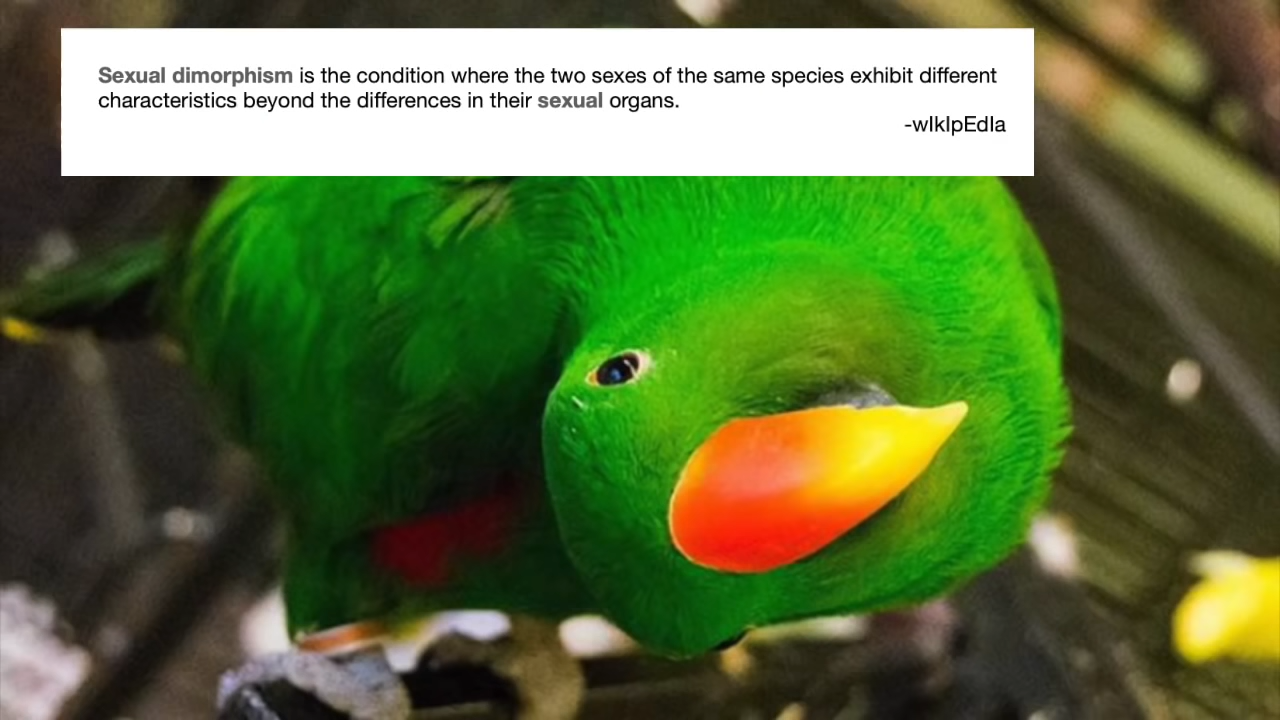 Sexual dimorphism is the condition where the two sexes of the same species exhibit different
characteristics beyond the differences in their sexual organs.
-wIkIpEdIa